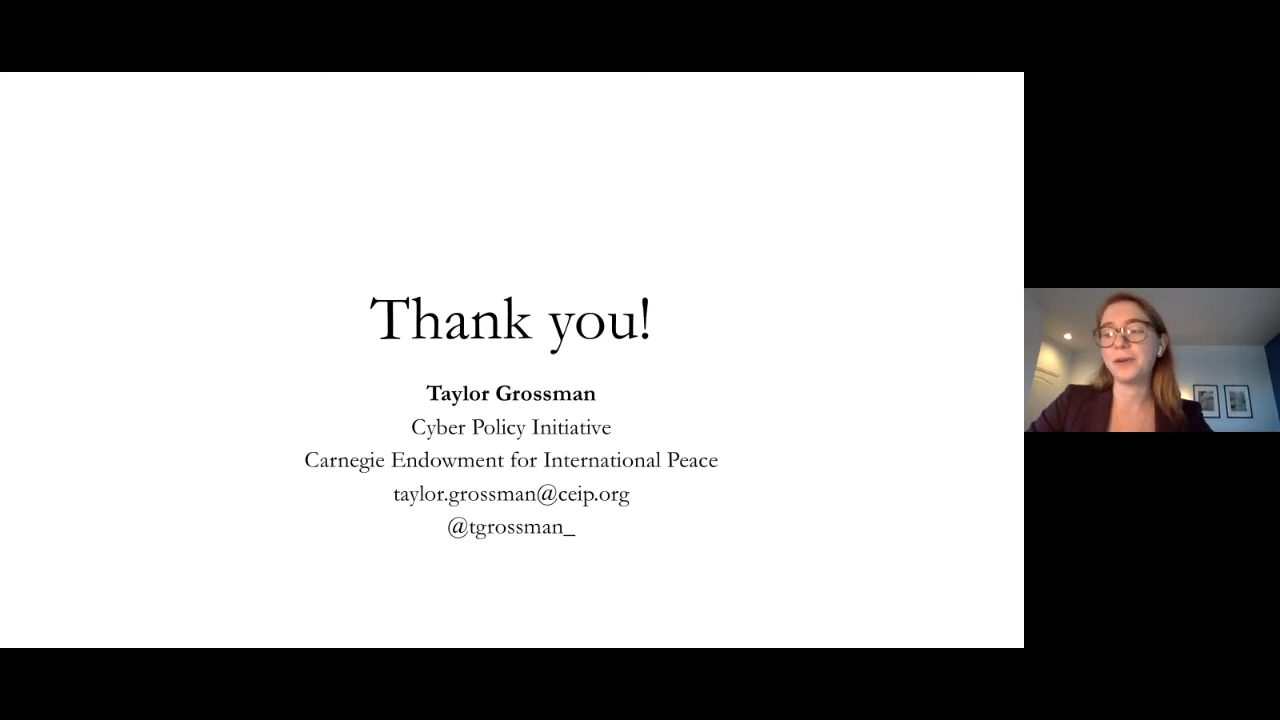 Thank you!
Taylor Grossman
Cyber Policy Initiative
Carnegie Endowment for International Peace
taylor.grossman@ceip.org
@tgrossman_